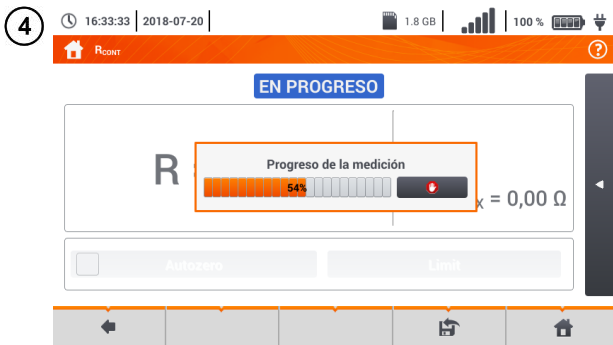 4
16:33:33 2018-07-20 1.8 GB 100 %
RCONT
EN PROGRESO
Progreso de la medición
54%
R
X = 0,00 Ω
Autozero Limit